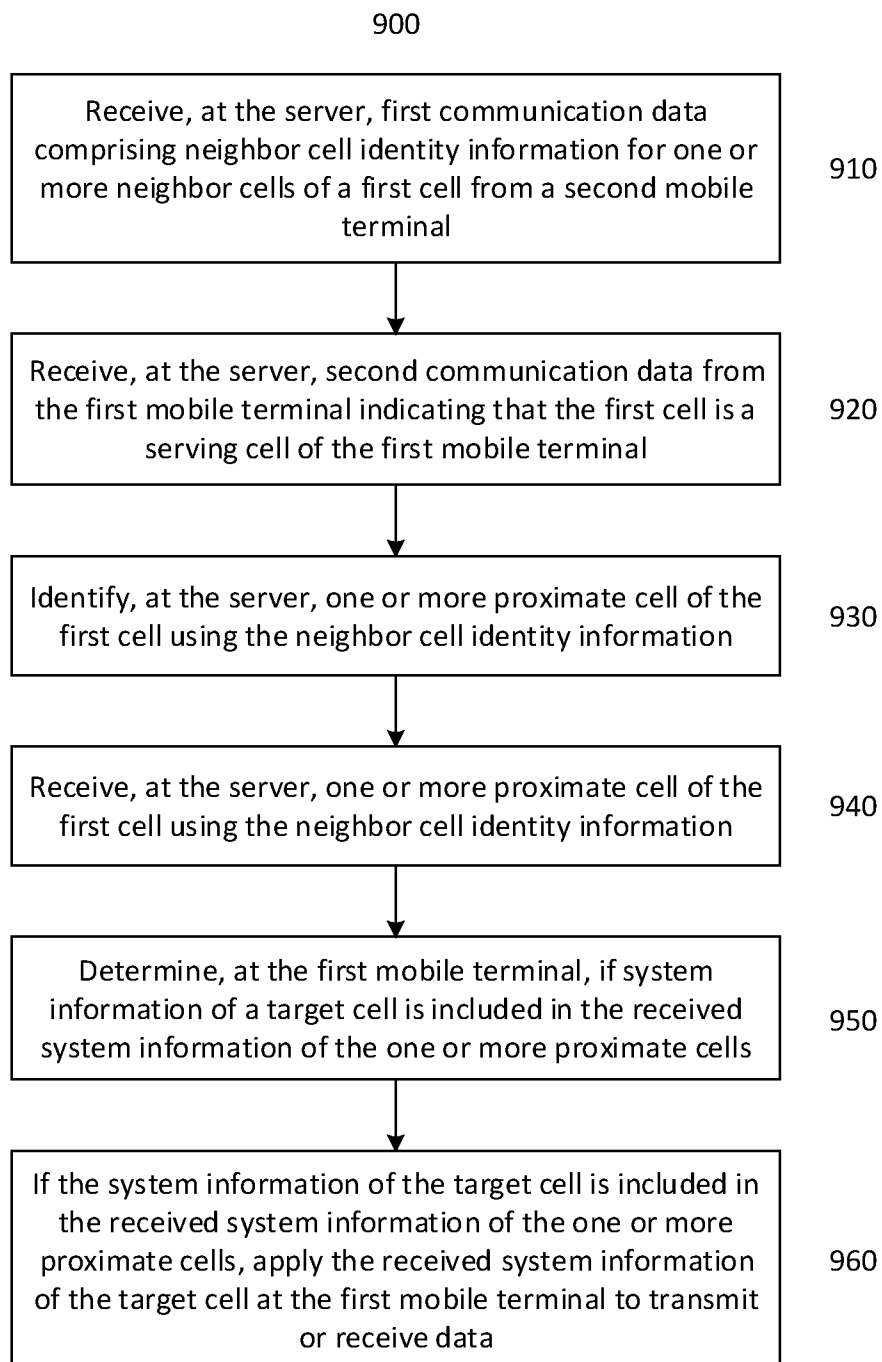 900
Receive, at the server, first communication data
comprising neighbor cell identity information for one or
more neighbor cells of a first cell from a second mobile
terminal
910
Receive, at the server, second communication data from
the first mobile terminal indicating that the first cell is a
serving cell of the first mobile terminal
920
Identify, at the server, one or more proximate cell of the
first cell using the neighbor cell identity information
930
Receive, at the server, one or more proximate cell of the
first cell using the neighbor cell identity information
940
Determine, at the first mobile terminal, if system
information of a target cell is included in the received
system information of the one or more proximate cells
950
If the system information of the target cell is included in
the received system information of the one or more
proximate cells, apply the received system information
of the target cell at the first mobile terminal to transmit
or receive data
960